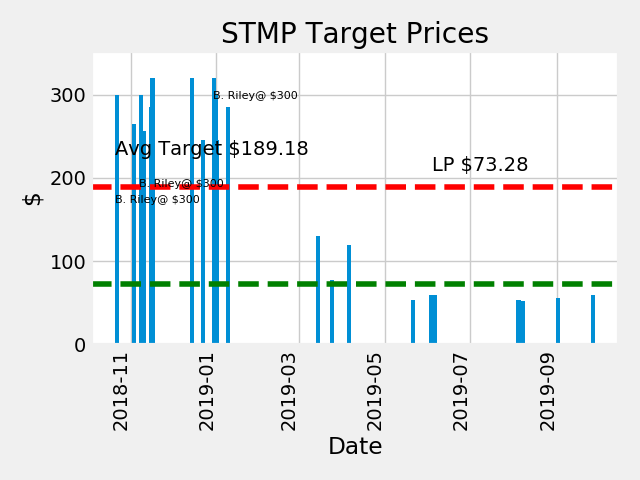 STMP Target Prices
300
B. Riley@ $300
Avg Target $189.18
LP $73.28
200
B. Riley@ $300
B. Riley@ $300
$
100
0
2018-11
2019-01
2019-03
2019-05
2019-07
2019-09
Date